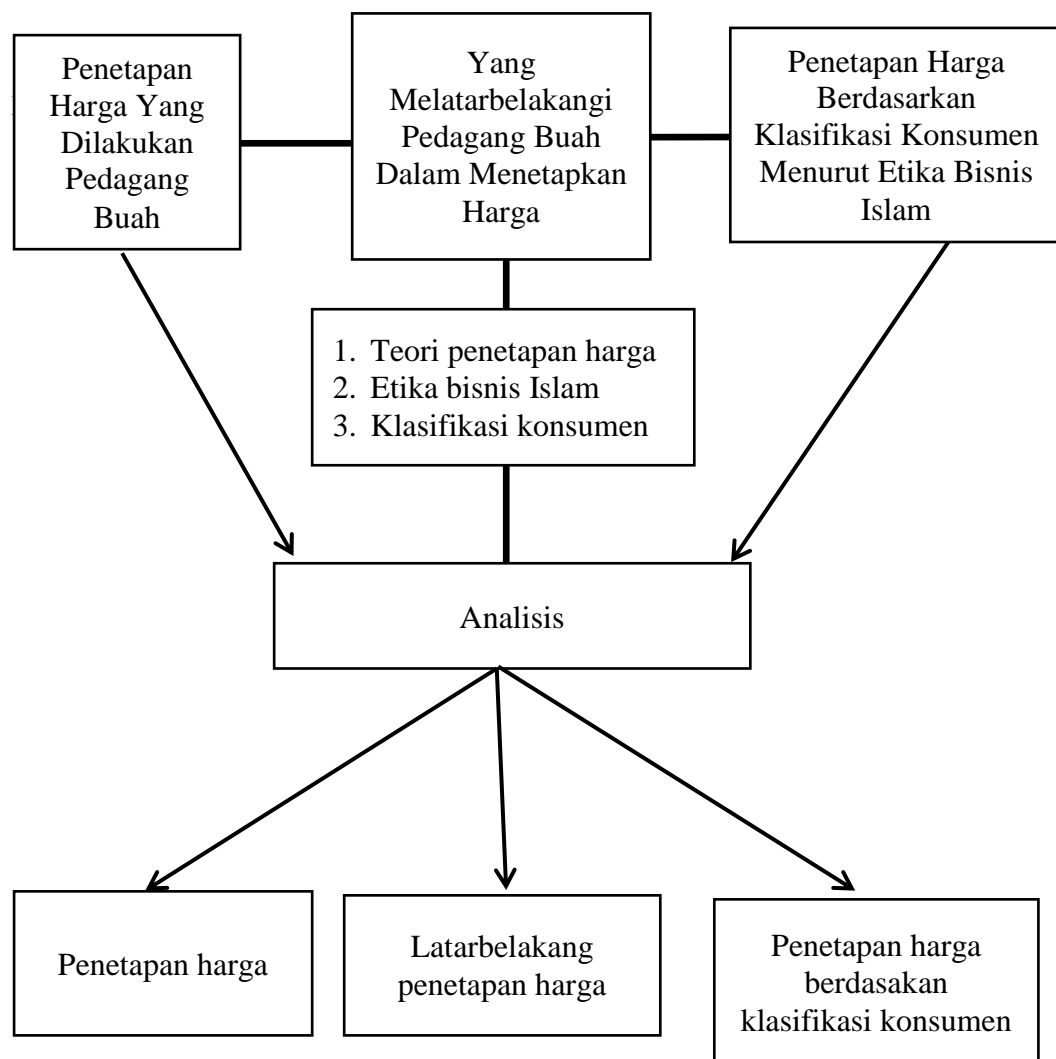 Penetapan
Harga Yang
Dilakukan
Pedagang
Buah
Yang
Melatarbelakangi
Pedagang Buah
Dalam Menetapkan
Harga
Penetapan Harga
Berdasarkan
Klasifikasi Konsumen
Menurut Etika Bisnis
Islam
1. Teori penetapan harga
2. Etika bisnis Islam
3. Klasifikasi konsumen
Analisis
Penetapan harga
Latarbelakang
penetapan harga
Penetapan harga
berdasakan
klasifikasi konsumen